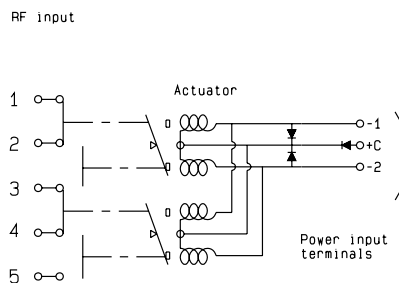 RF input
Actuator
1
2
3
4
5
-1
+C
-2
Power input
terminals